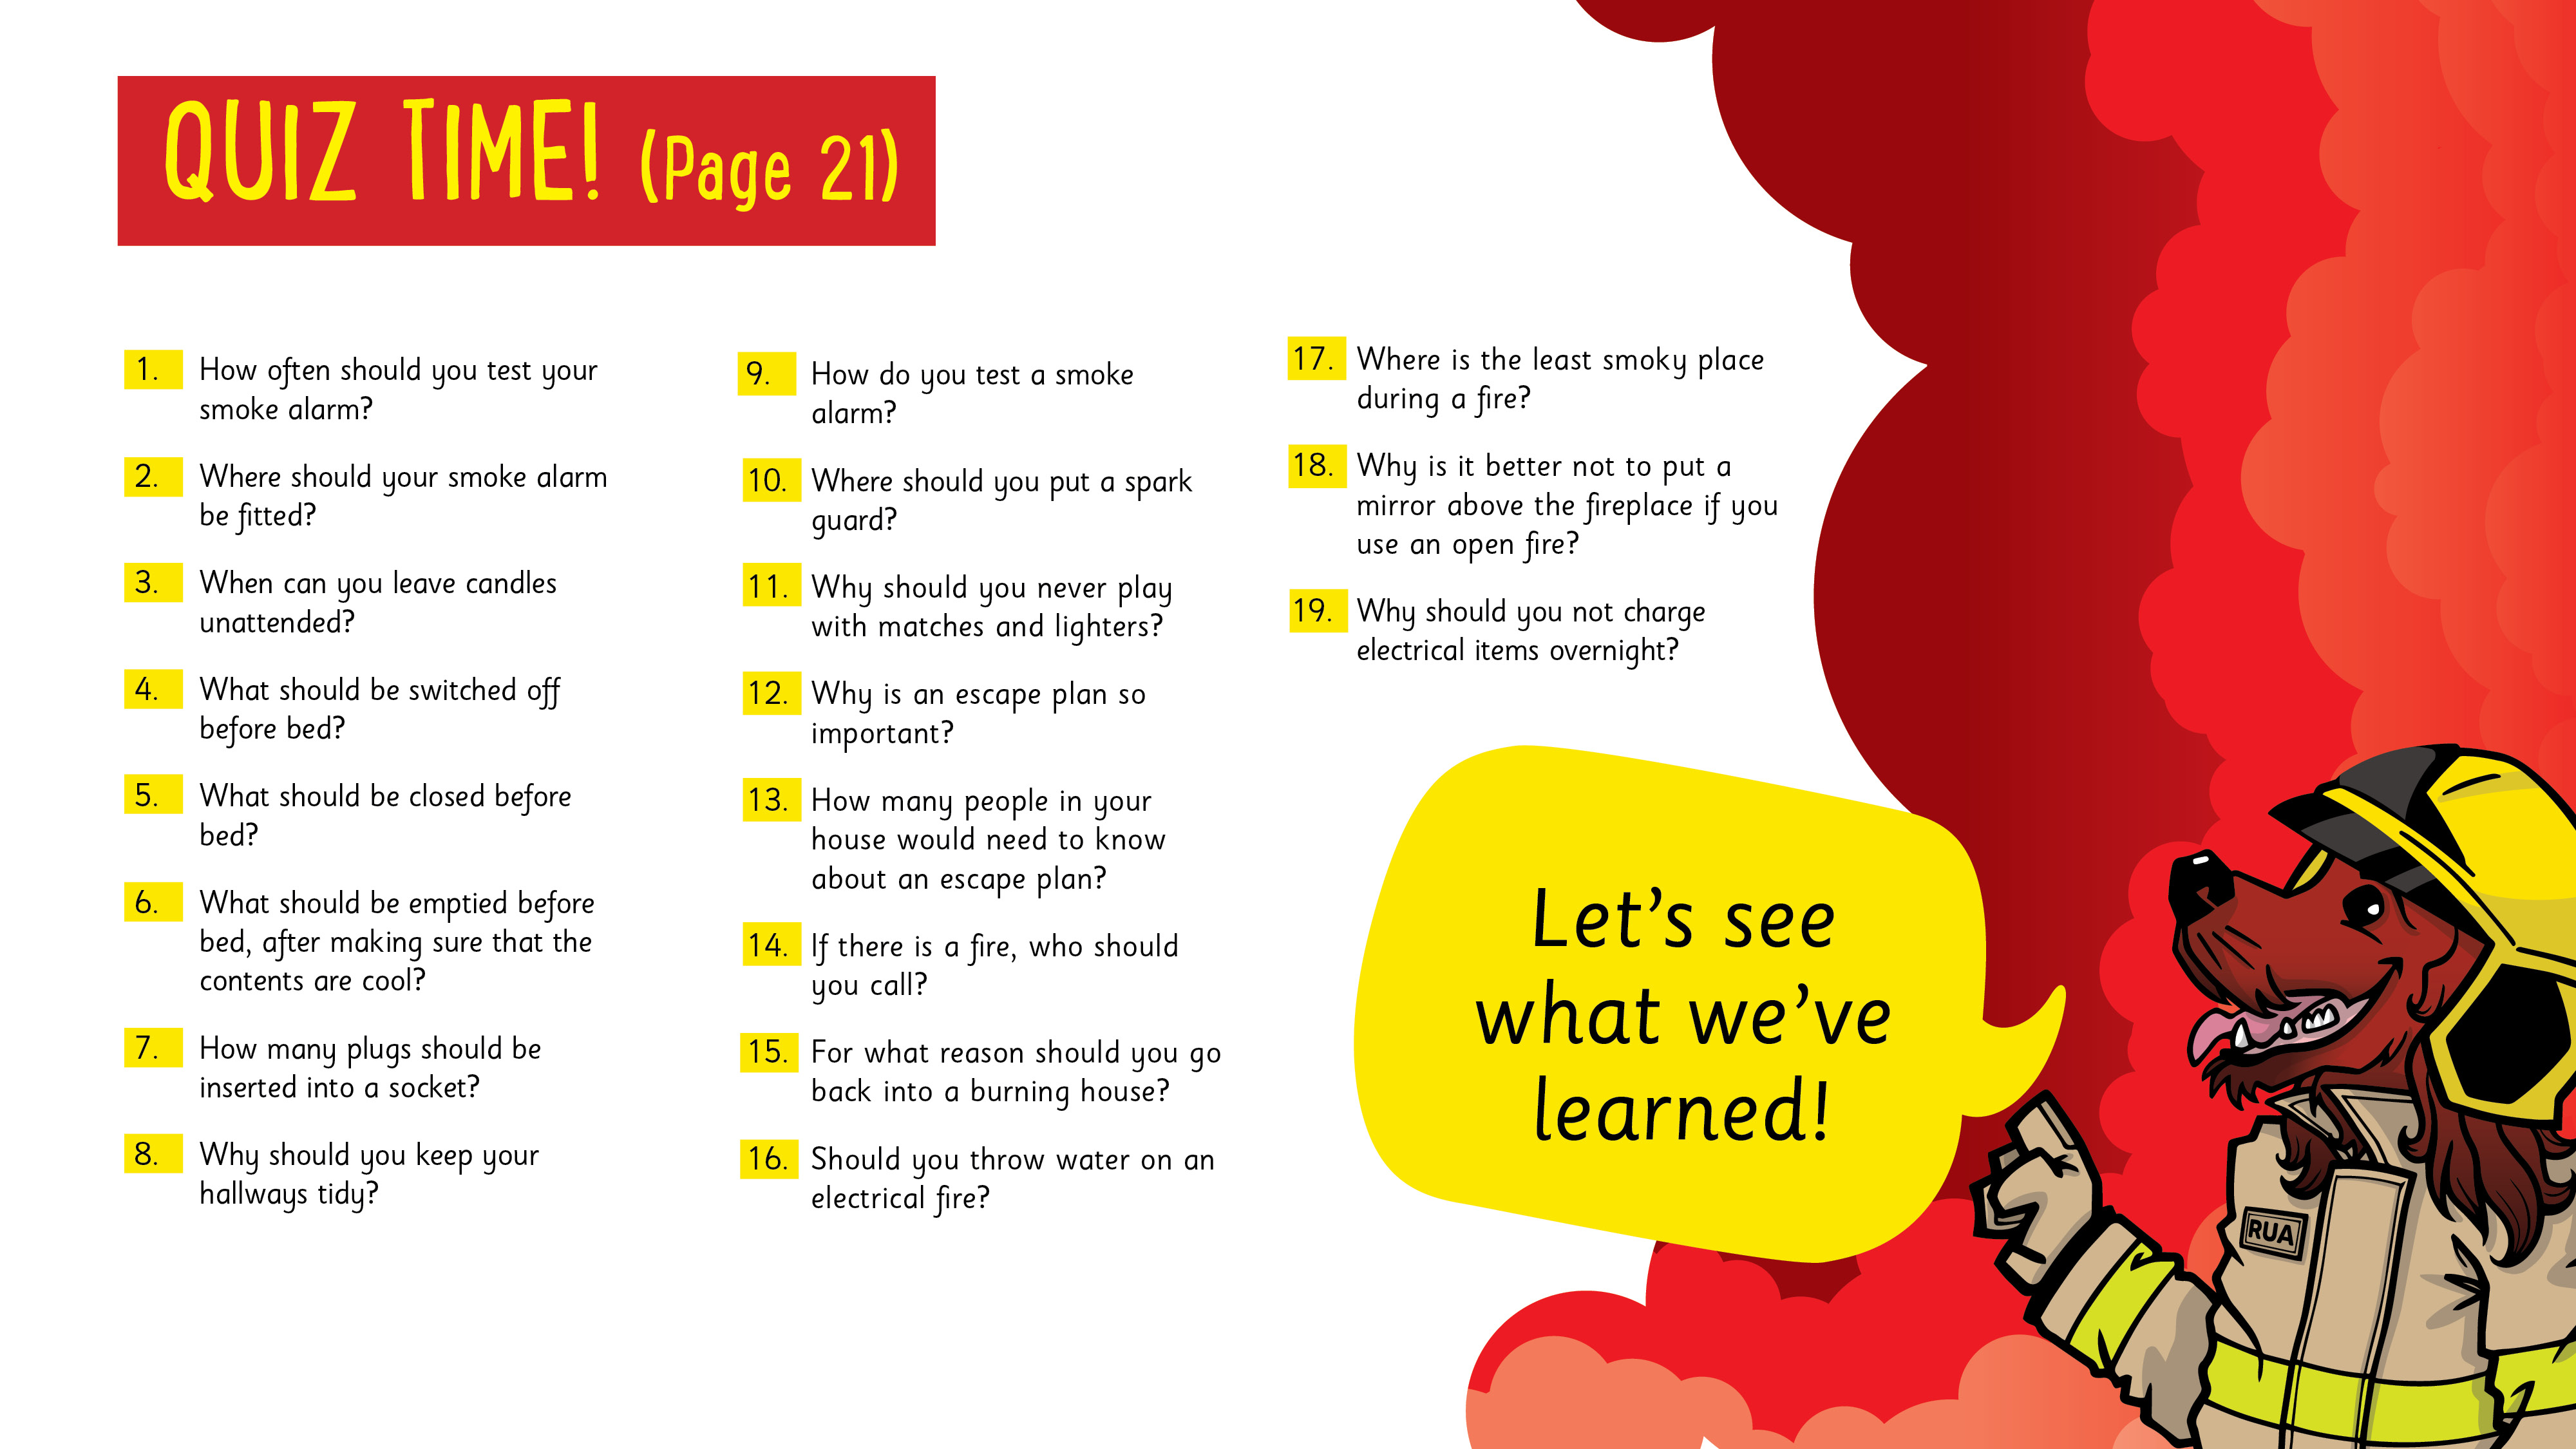 QUIZ TIME! (Page 21)
1. How often should you test your
smoke alarm?
2. Where should your smoke alarm
be fitted?
3. When can you leave candles
unattended?
4. What should be switched off
before bed?
5. What should be closed before
bed?
6. What should be emptied before
bed, after making sure that the
contents are cool?
7. How many plugs should be
inserted into a socket?
8. Why should you keep your
hallways tidy?
9. How do you test a smoke
alarm?
10. Where should you put a spark
guard?
11. Why should you never play
with matches and lighters?
12. Why is an escape plan so
important?
13. How many people in your
house would need to know
about an escape plan?
14. If there is a fire, who should
you call?
15. For what reason should you go
back into a burning house?
16. Should you throw water on an
electrical fire?
17. Where is the least smoky place
during a fire?
18. Why is it better not to put a
mirror above the fireplace if you
use an open fire?
19. Why should you not charge
electrical items overnight?
Let's see
what we've
learned!
RUA